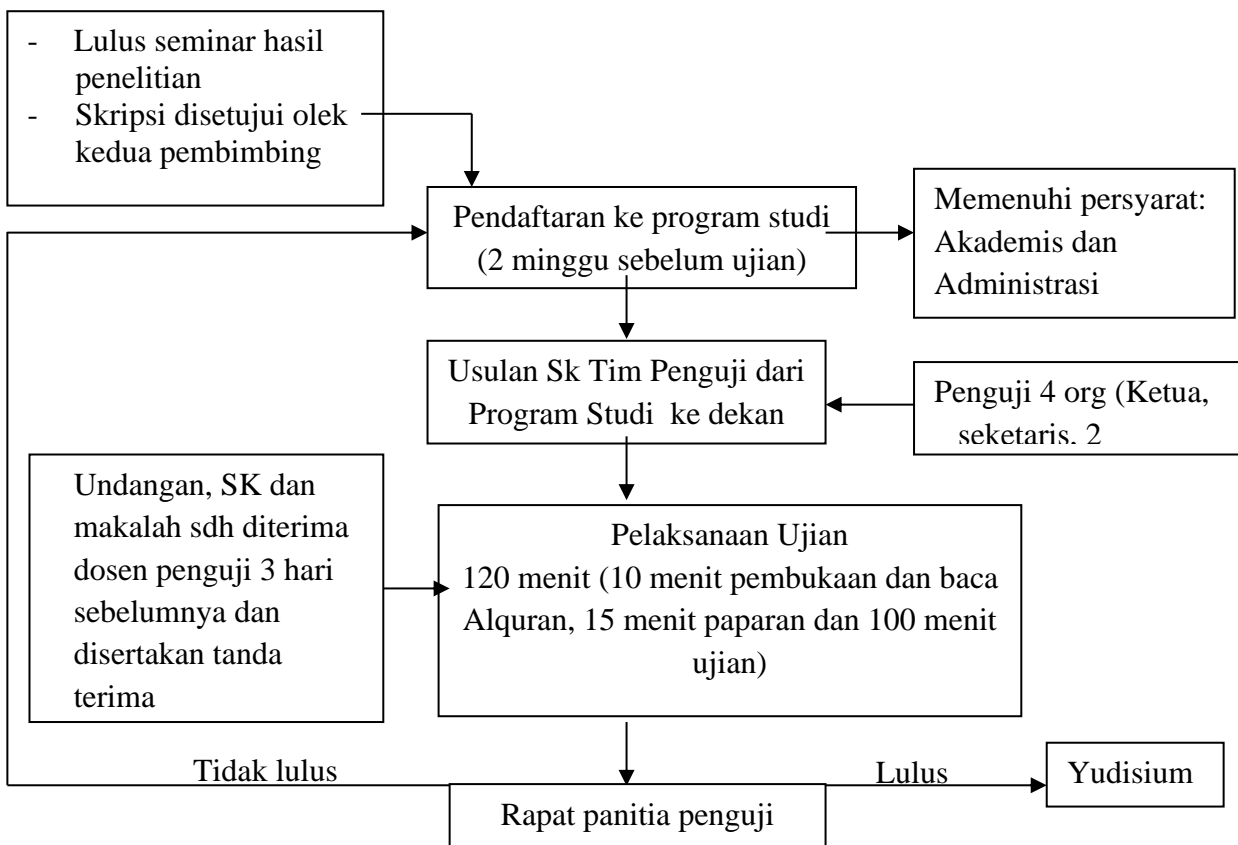 - Lulus seminar hasil
penelitian
- Skripsi disetujui olek
kedua pembimbing
Pendaftaran ke program studi
(2 minggu sebelum ujian)
Memenuhi persyarat:
Akademis dan
Administrasi
Usulan Sk Tim Penguji dari
Program Studi ke dekan
Penguji 4 org (Ketua,
seketaris, 2
Undangan, SK dan
makalah sdh diterima
dosen penguji 3 hari
sebelumnya dan
disertakan tanda
terima
Pelaksanaan Ujian
120 menit (10 menit pembukaan dan baca
Alquran, 15 menit paparan dan 100 menit
ujian)
Tidak lulus
Lulus
Yudisium
Rapat panitia penguji